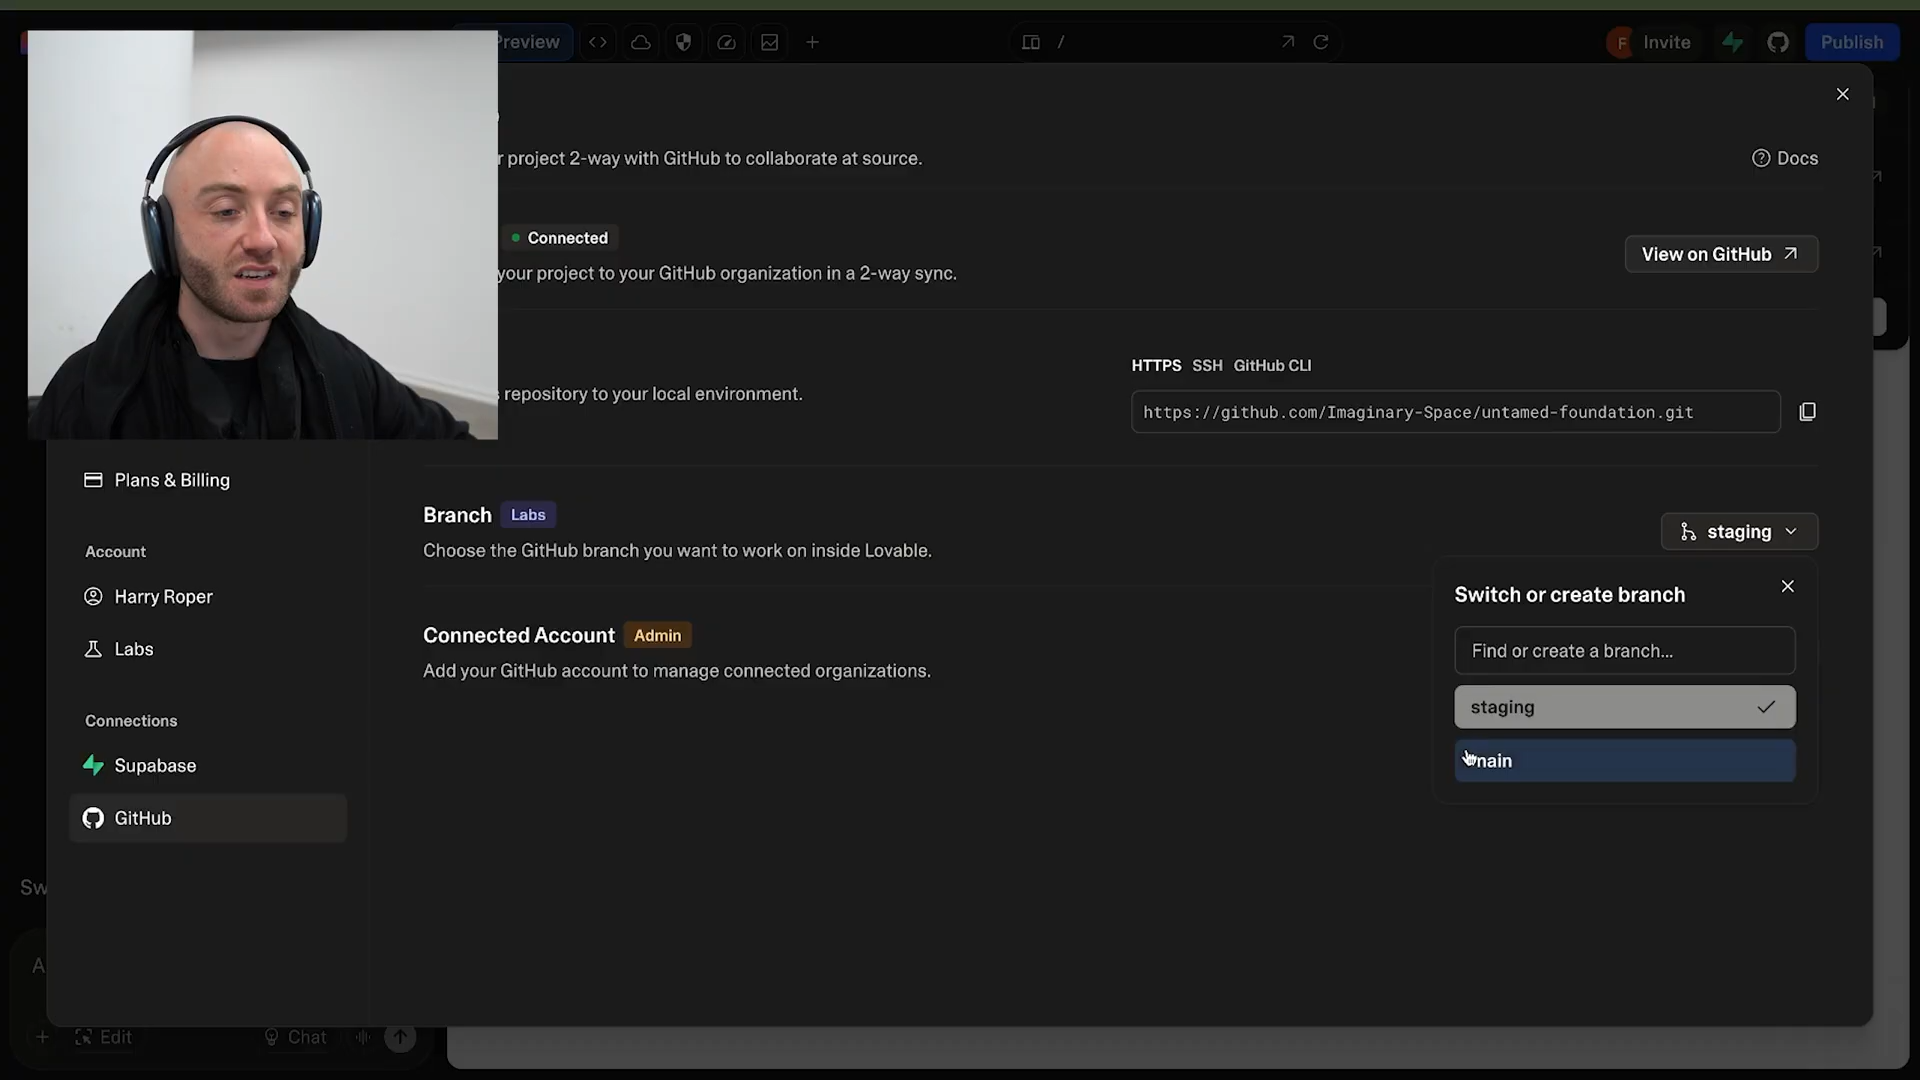 Preview
/
F
Invite
Publish
r project 2-way with GitHub to collaborate at source.
Docs
Connected
your project to your GitHub organization in a 2-way sync.
View on GitHub
HTTPS SSH GitHub CLI
s repository to your local environment.
https://github.com/Imaginary-Space/untamed-foundation.git
Plans & Billing
Account
Harry Roper
Labs
Connections
Supabase
GitHub
Branch Labs
Choose the GitHub branch you want to work on inside Lovable.
staging
Connected Account Admin
Add your GitHub account to manage connected organizations.
Switch or create branch
Find or create a branch...
staging
main
Sw
A
Edit
Chat